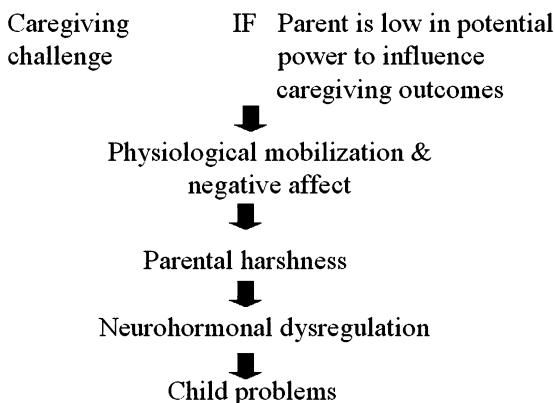 Caregiving IF Parent is low in potential
challenge power to influence
caregiving outcomes
Physiological mobilization &
negative affect
Parental harshness
Neurohormonal dysregulation
Child problems